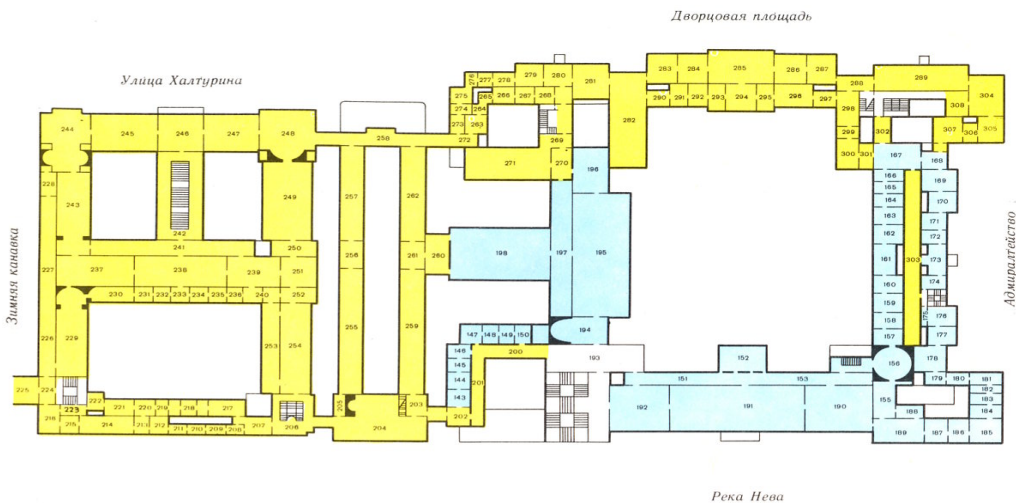 Дворцовая площадь
Улица Халтурина
276 277 278 279 280 281 283 284 285 286 287 288 289
275 265 266 267 268 290 291 292 293 294 295 296 297 298 308 304
244 245 246 247 248 274 264 282
273 263 299 302 307 306 305
258 272 269
271 270 300 301 167 168
228 257 262 196 166 169
249 165
243 164 170
242 163 171
241 250 162 172
227 237 238 239 251 256 261 260 198 197 195 161 303 173
230 231 232 233 234 235 236 240 252 160 174
159
253 254 255 259 158 175 176
226 229 147 148 149 150 194 157 177
146 200 193 152 156 178
145 151 153
225 224 144 201 179 180 181
223 222 143 192 191 190 155 182
221 220 219 218 217 205 203 183
216 202 188 184
215 214 213 212 211 210 209 208 207 206 204 189 187 186 185
Зимняя канавка
Адмиралтейство
Река Нева